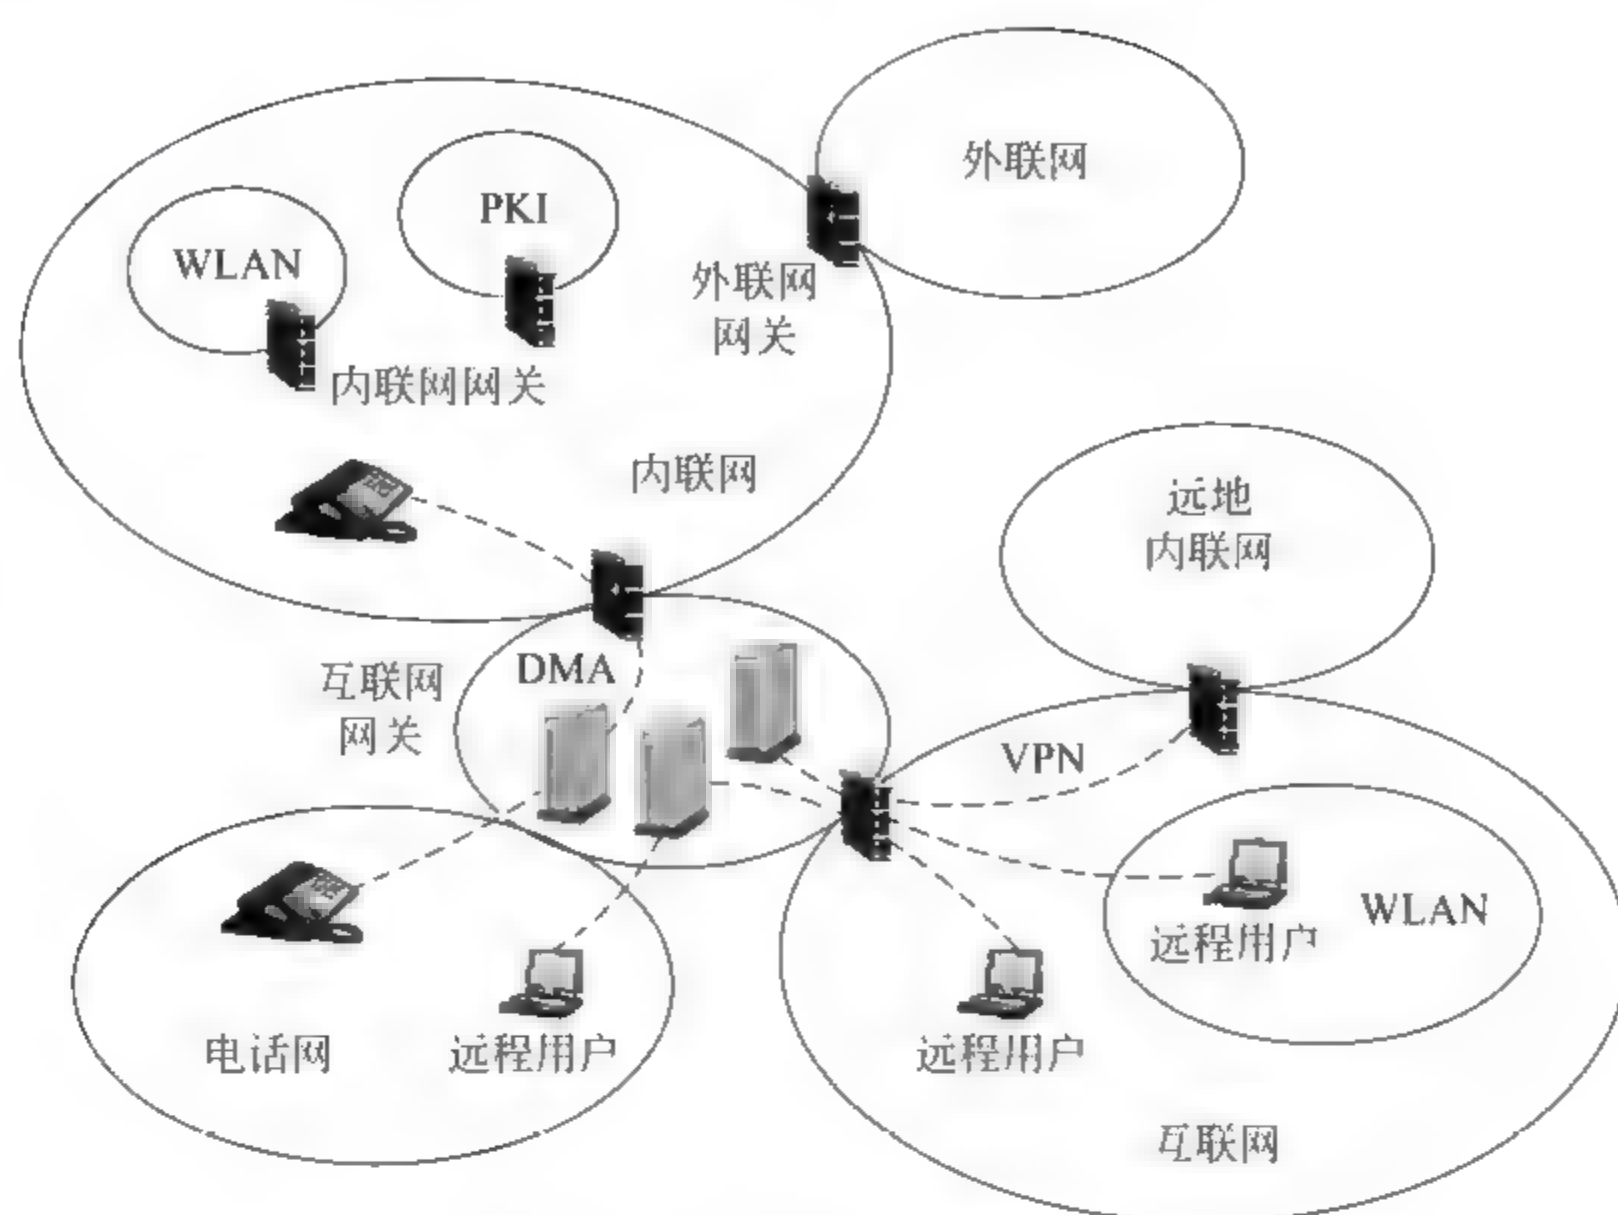 外联网
PKI
WLAN
外联网
网关
内联网网关
内联网
远地
内联网
互联网
网关
DMA
VPN
WLAN
远程用户
电话网
远程用户
远程用户
互联网